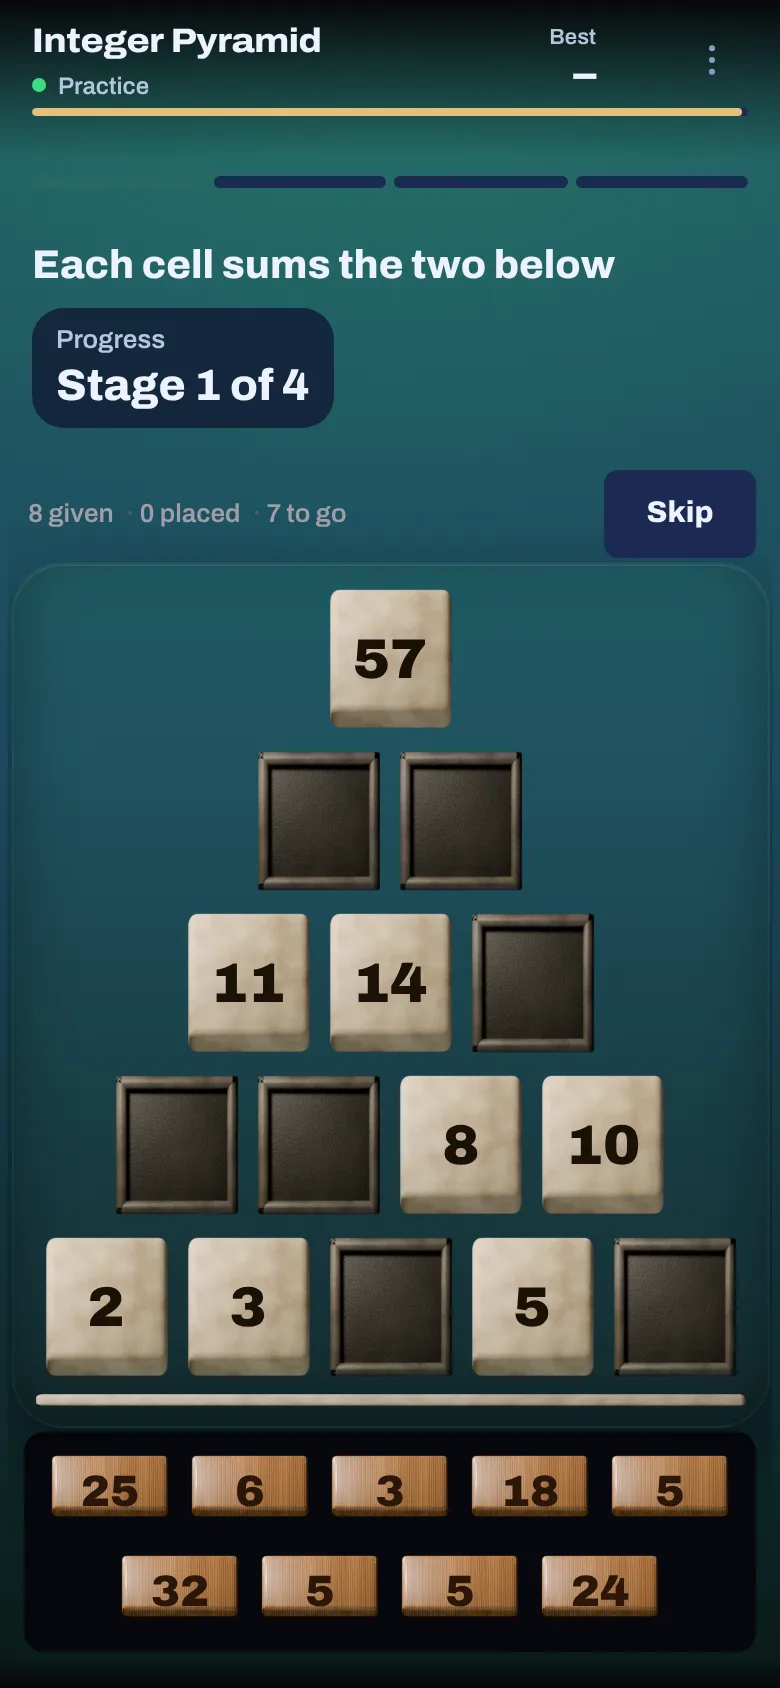 Integer Pyramid
Best
–
Practice
Each cell sums the two below
Progress
Stage 1 of 4
8 given · 0 placed · 7 to go
Skip
57
11 14
8 10
2 3 5
25 6 3 18 5
32 5 5 24